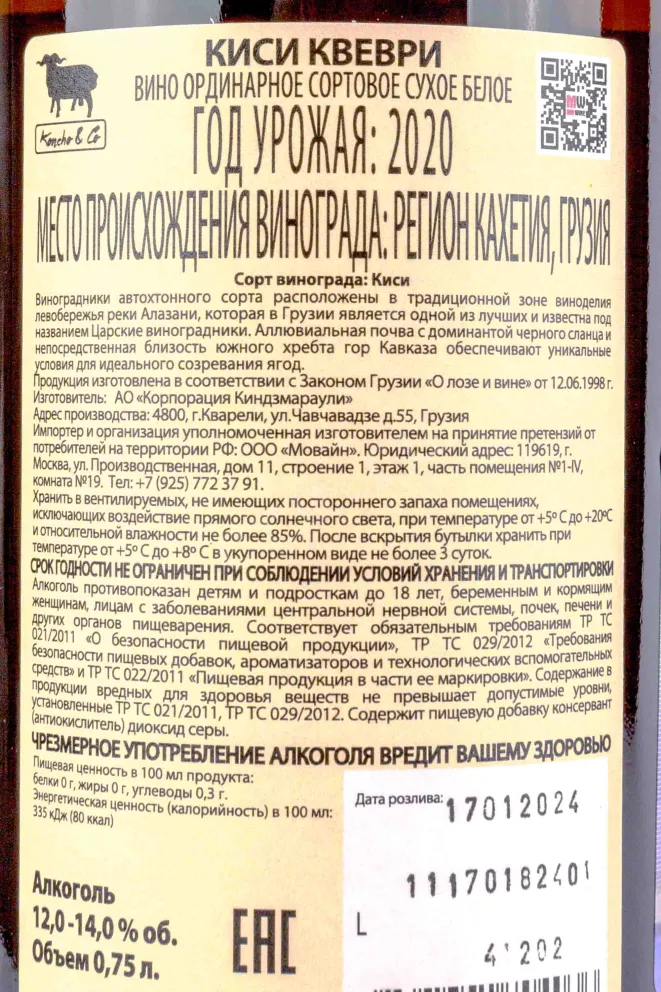 КИСИ КВЕВРИ
ВИНО ОРДИНАРНОЕ СОРТОВОЕ СУХОЕ БЕЛОЕ
Koncho & Co
ГОД УРОЖАЯ: 2020
МЕСТО ПРОИСХОЖДЕНИЯ ВИНОГРАДА: РЕГИОН КАХЕТИЯ, ГРУЗИЯ
Сорт винограда: Киси
Виноградники автохтонного сорта расположены в традиционной зоне виноделия
левобережья реки Алазани, которая в Грузии является одной из лучших и известна под
названием Царские виноградники. Аллювиальная почва с доминантой черного сланца и
непосредственная близость южного хребта гор Кавказа обеспечивают уникальные
условия для идеального созревания ягод.
Продукция изготовлена в соответствии с Законом Грузии «О лозе и вине» от 12.06.1998 г.
Изготовитель: АО «Корпорация Киндзмараули»
Адрес производства: 4800, г.Кварели, ул.Чавчавадзе д.55, Грузия
Импортер и организация уполномоченная изготовителем на принятие претензий от
потребителей на территории РФ: ООО «Мовайн». Юридический адрес: 119619, г.
Москва, ул. Производственная, дом 11, строение 1, этаж 1, часть помещения №1-IV,
комната №19. Тел: +7 (925) 772 37 91.
Хранить в вентилируемых, не имеющих постороннего запаха помещениях,
исключающих воздействие прямого солнечного света, при температуре от +5º С до +20ºС
и относительной влажности не более 85%. После вскрытия бутылки хранить при
температуре от +5º С до +8º С в укупоренном виде не более 3 суток.
СРОК ГОДНОСТИ НЕ ОГРАНИЧЕН ПРИ СОБЛЮДЕНИИ УСЛОВИЙ ХРАНЕНИЯ И ТРАНСПОРТИРОВКИ
Алкоголь противопоказан детям и подросткам до 18 лет, беременным и кормящим
женщинам, лицам с заболеваниями центральной нервной системы, почек, печени и
других органов пищеварения. Соответствует обязательным требованиям ТР ТС
021/2011 «О безопасности пищевой продукции», ТР ТС 029/2012 «Требования
безопасности пищевых добавок, ароматизаторов и технологических вспомогательных
средств» и ТР ТС 022/2011 «Пищевая продукция в части ее маркировки». Содержание в
продукции вредных для здоровья веществ не превышает допустимые уровни,
установленные ТР ТС 021/2011, ТР ТС 029/2012. Содержит пищевую добавку консервант
(антиокислитель) диоксид серы.
ЧРЕЗМЕРНОЕ УПОТРЕБЛЕНИЕ АЛКОГОЛЯ ВРЕДИТ ВАШЕМУ ЗДОРОВЬЮ
Пищевая ценность в 100 мл продукта:
белки 0 г, жиры 0 г, углеводы 0,3 г.
Энергетическая ценность (калорийность) в 100 мл:
335 кДж (80 ккал)
Дата розлива: 17012024
11170182401
L
4'202
Алкоголь
12,0-14,0 % об.
Объем 0,75 л.
ЕАС